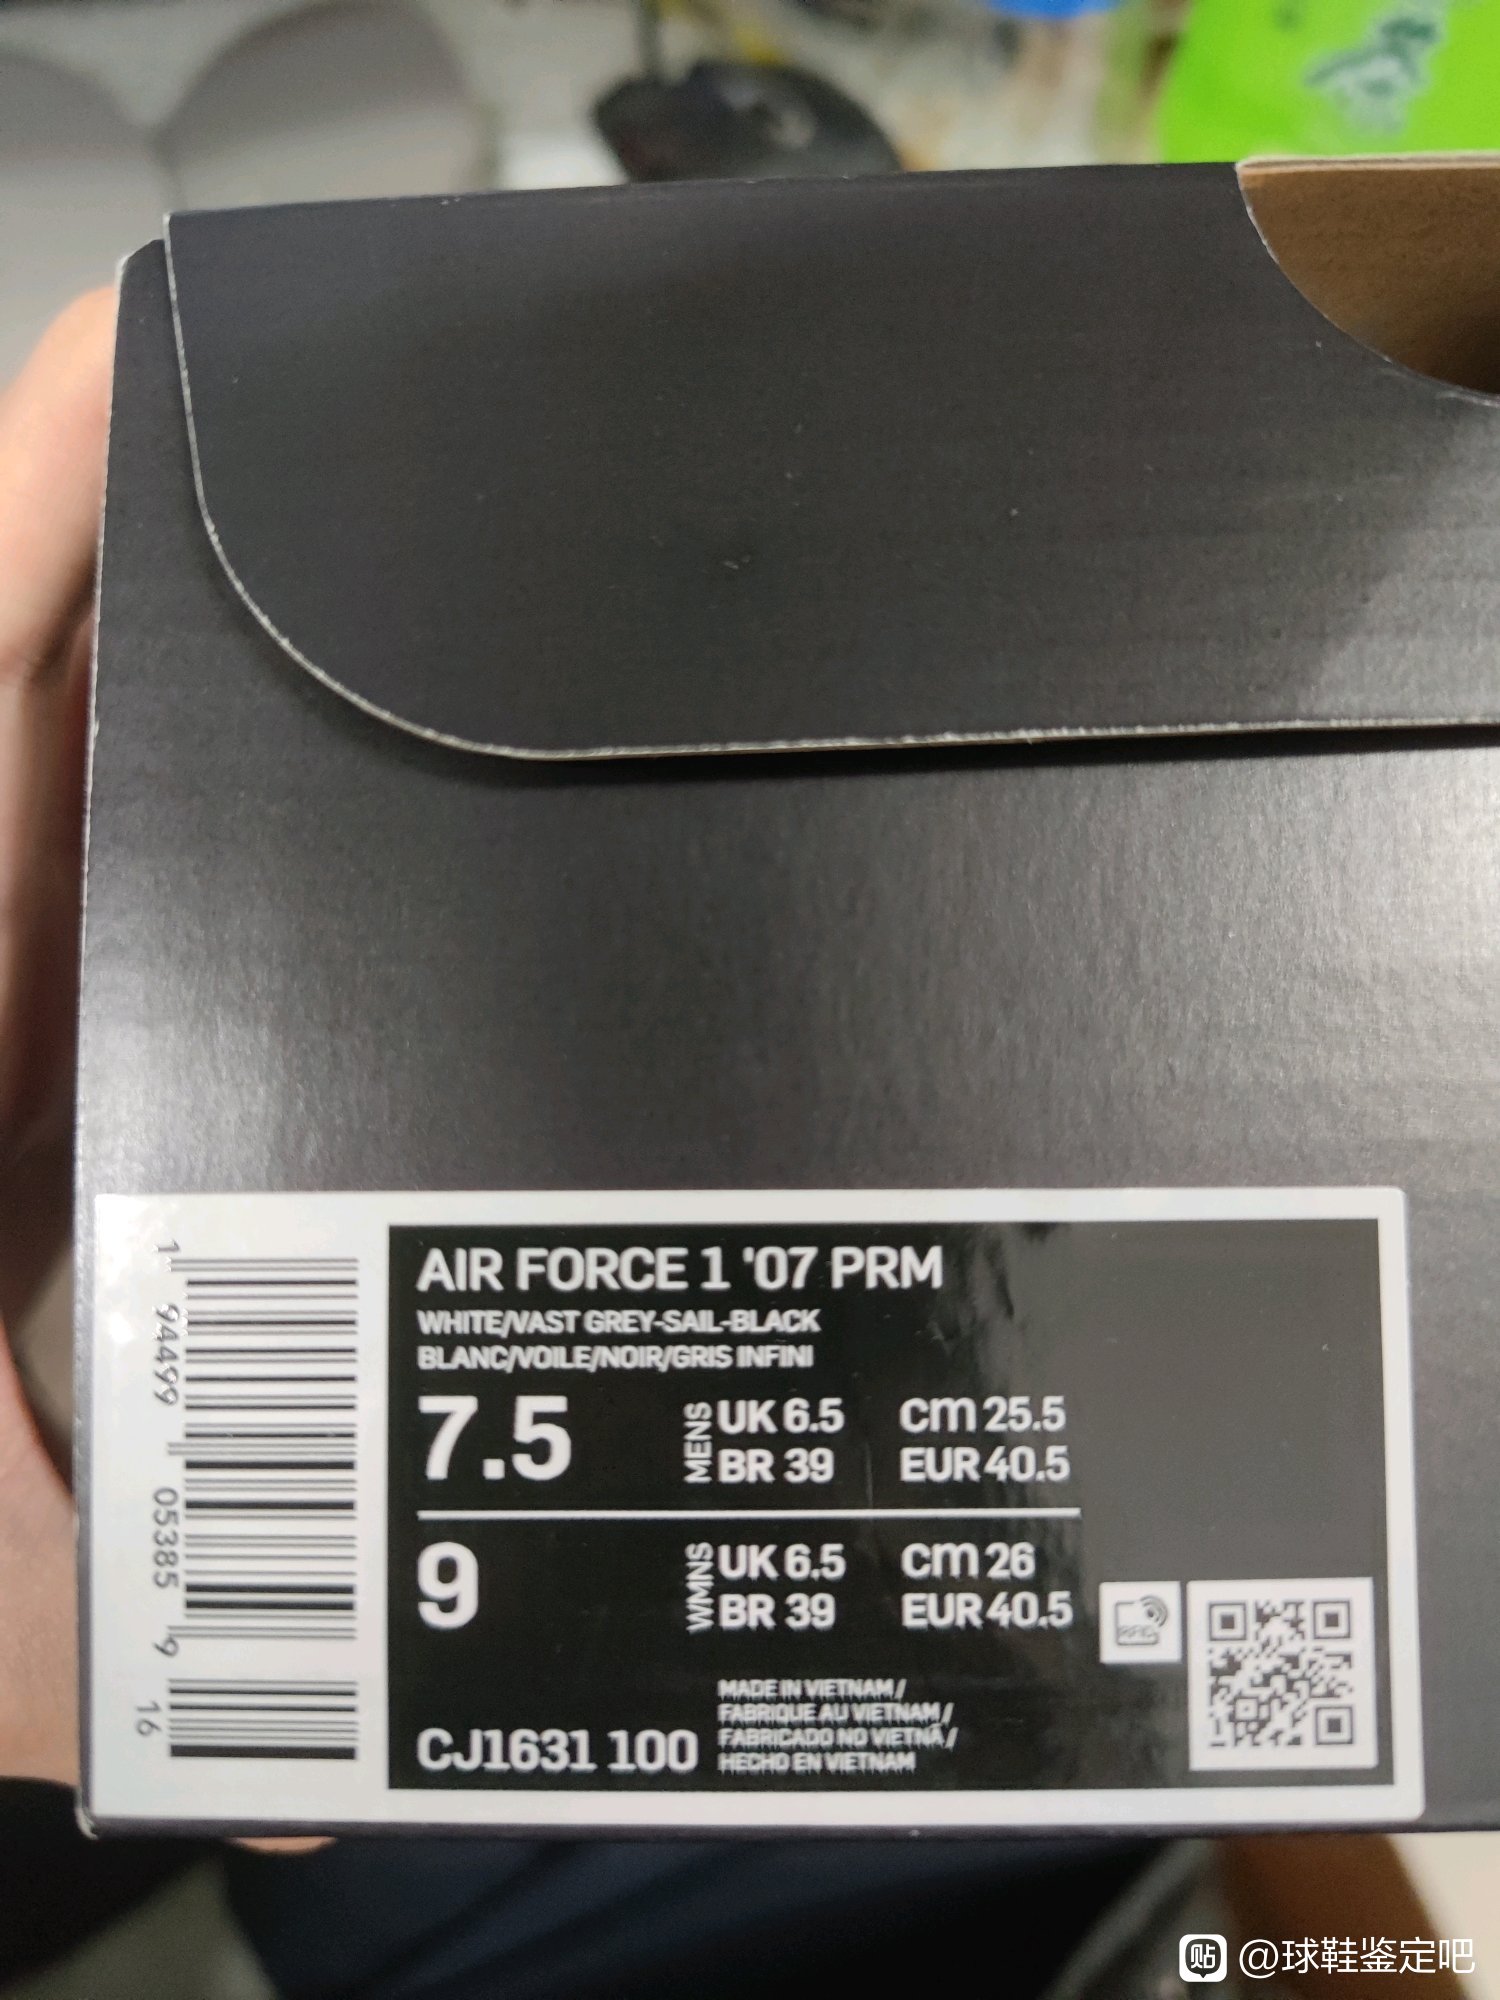 AIR FORCE 1 '07 PRM
WHITE/VAST GREY-SAIL-BLACK
BLANC/VOILE/NOIR/GRIS INFINI
7.5
MENS
UK 6.5
cm 25.5
BR 39
EUR 40.5
9
WMNS
UK 6.5
cm 26
BR 39
EUR 40.5
CJ1631 100
MADE IN VIETNAM /
FABRIQUE AU VIETNAM /
FABRICADO NO VIETNÃ /
HECHO EN VIETNAM
RFID
1 94499 05385 9
16
贴 @球鞋鉴定吧